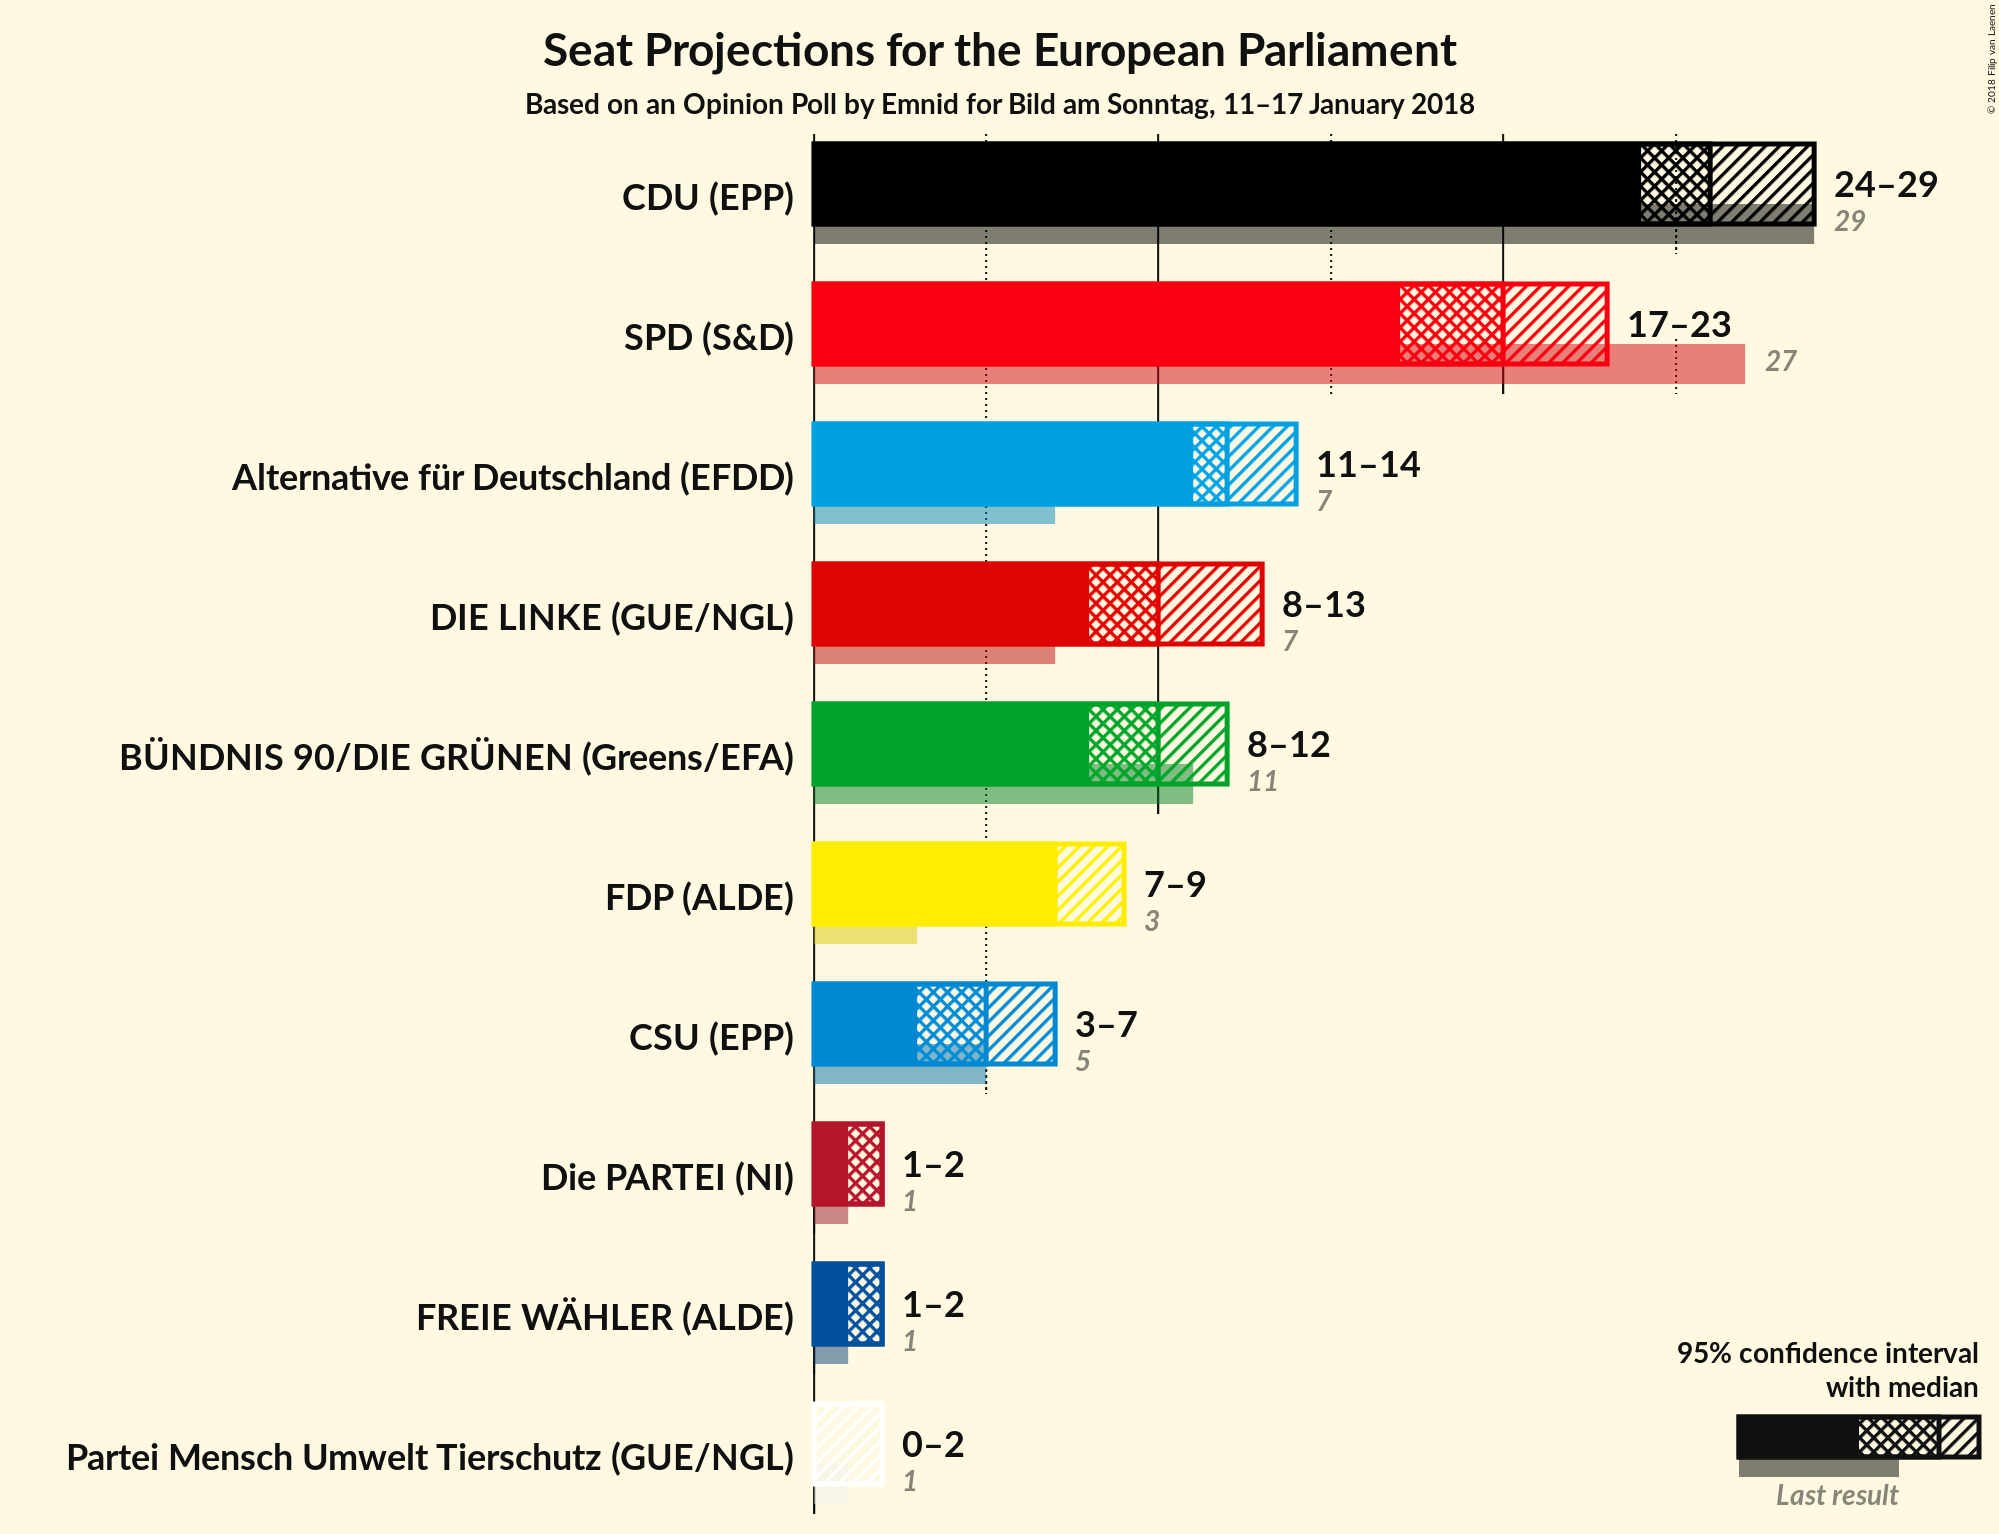 Seat Projections for the European Parliament
Based on an Opinion Poll by Emnid for Bild am Sonntag, 11–17 January 2018
© 2018 Filip van Laenen
CDU (EPP)
24–29
29
SPD (S&D)
17–23
27
Alternative für Deutschland (EFDD)
11–14
7
DIE LINKE (GUE/NGL)
8–13
7
BÜNDNIS 90/DIE GRÜNEN (Greens/EFA)
8–12
11
FDP (ALDE)
7–9
3
CSU (EPP)
3–7
5
Die PARTEI (NI)
1–2
1
FREIE WÄHLER (ALDE)
1–2
1
Partei Mensch Umwelt Tierschutz (GUE/NGL)
0–2
1
95% confidence interval
with median
Last result